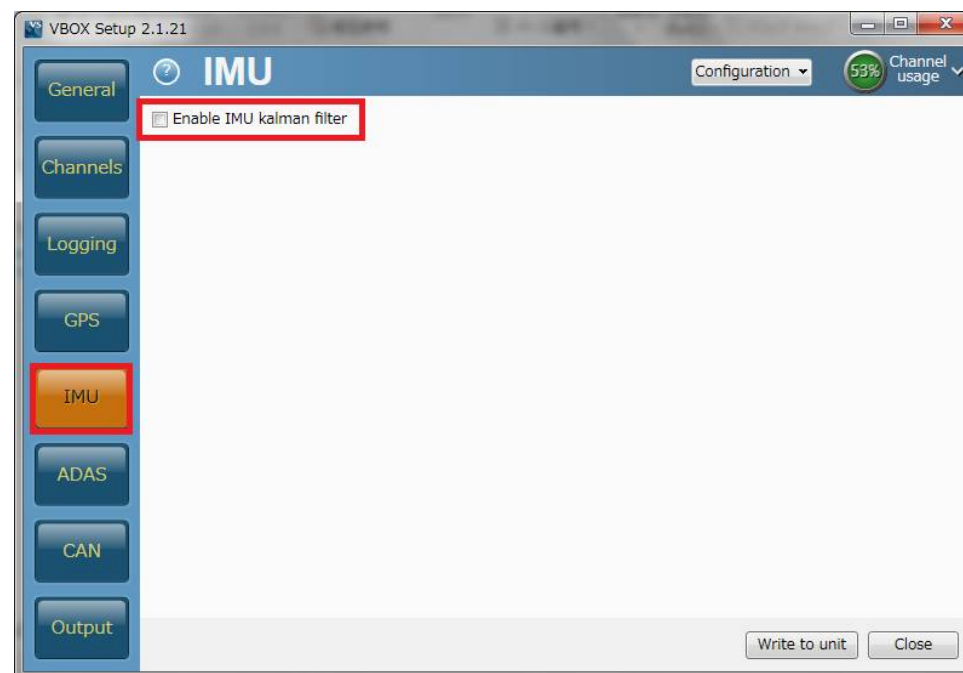 VBOX Setup 2.1.21
General
IMU
Configuration
53%
Channel
usage
Enable IMU kalman filter
Channels
Logging
GPS
IMU
ADAS
CAN
Output
Write to unit
Close